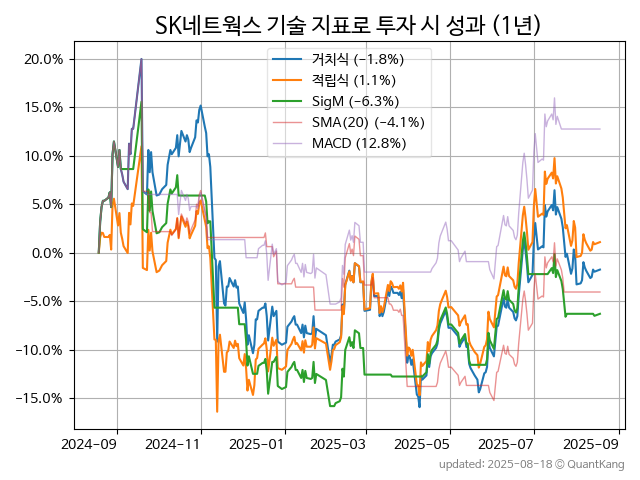 SK네트웍스 기술 지표로 투자 시 성과 (1년)
거치식 (−1.8%)
적립식 (1.1%)
SigM (−6.3%)
SMA(20) (−4.1%)
MACD (12.8%)
20.0%
15.0%
10.0%
5.0%
0.0%
−5.0%
−10.0%
−15.0%
2024-09 2024-11 2025-01 2025-03 2025-05 2025-07 2025-09
updated: 2025-08-18 © QuantKang